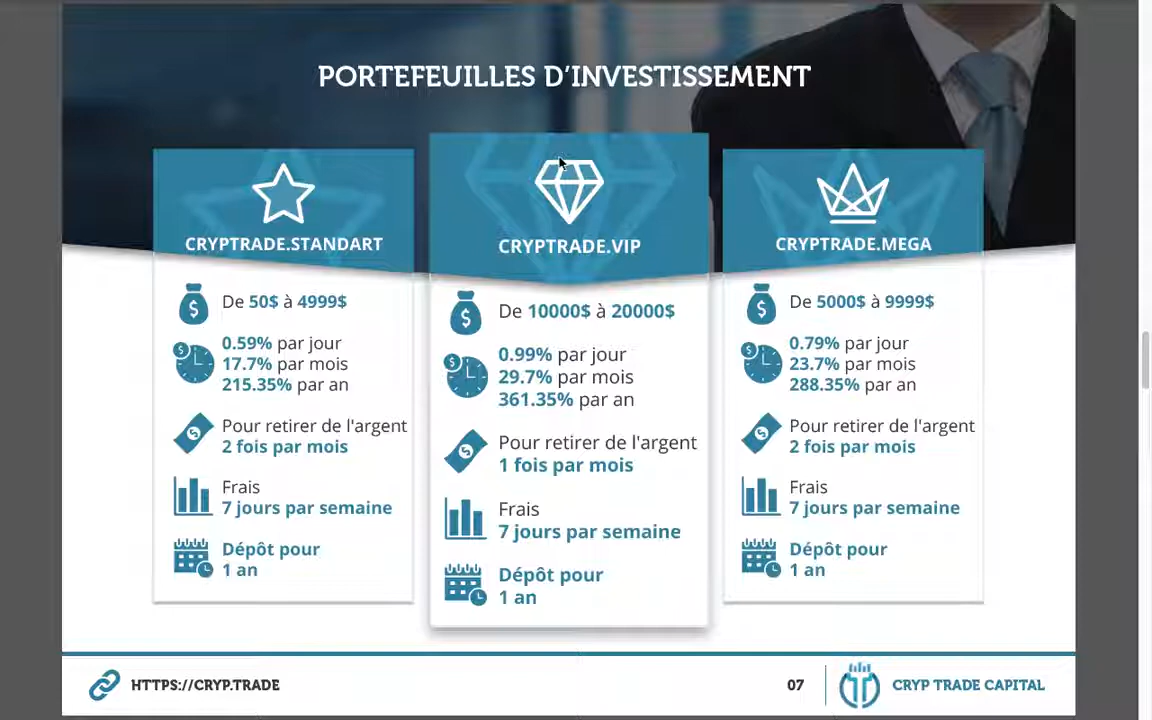 PORTEFEUILLES D'INVESTISSEMENT
CRYPTRADE.STANDART
De 50$ à 4999$
0.59% par jour
17.7% par mois
215.35% par an
Pour retirer de l'argent
2 fois par mois
Frais
7 jours par semaine
Dépôt pour
1 an
CRYPTRADE.VIP
De 10000$ à 20000$
0.99% par jour
29.7% par mois
361.35% par an
Pour retirer de l'argent
1 fois par mois
Frais
7 jours par semaine
Dépôt pour
1 an
CRYPTRADE.MEGA
De 5000$ à 9999$
0.79% par jour
23.7% par mois
288.35% par an
Pour retirer de l'argent
2 fois par mois
Frais
7 jours par semaine
Dépôt pour
1 an
HTTPS://CRYP.TRADE
07
CRYP TRADE CAPITAL